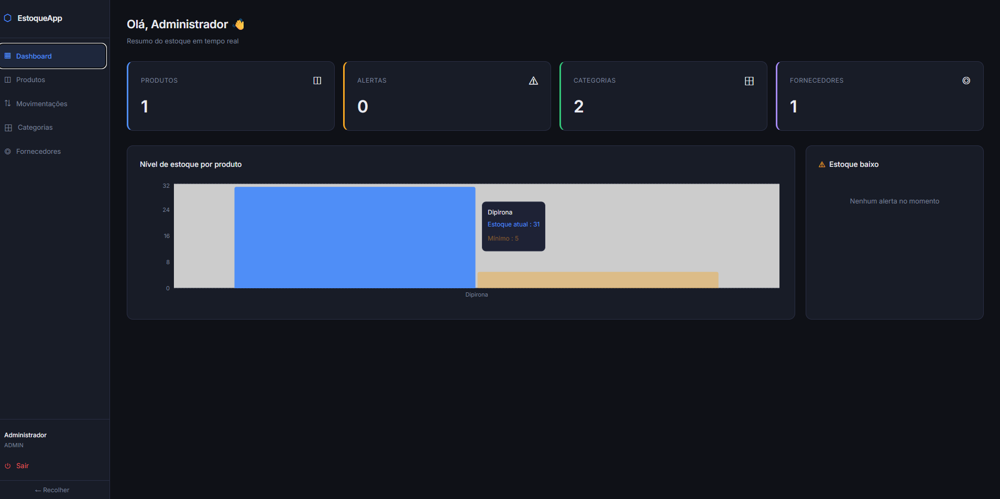 EstoqueApp
Dashboard
Produtos
Movimentações
Categorias
Fornecedores
Administrador
ADMIN
Sair
← Recolher
Olá, Administrador 👋
Resumo do estoque em tempo real
PRODUTOS
1
ALERTAS
0
CATEGORIAS
2
FORNECEDORES
1
Nível de estoque por produto
32
24
16
8
0
Dipirona
Estoque atual : 31
Mínimo : 5
Dipirona
⚠ Estoque baixo
Nenhum alerta no momento